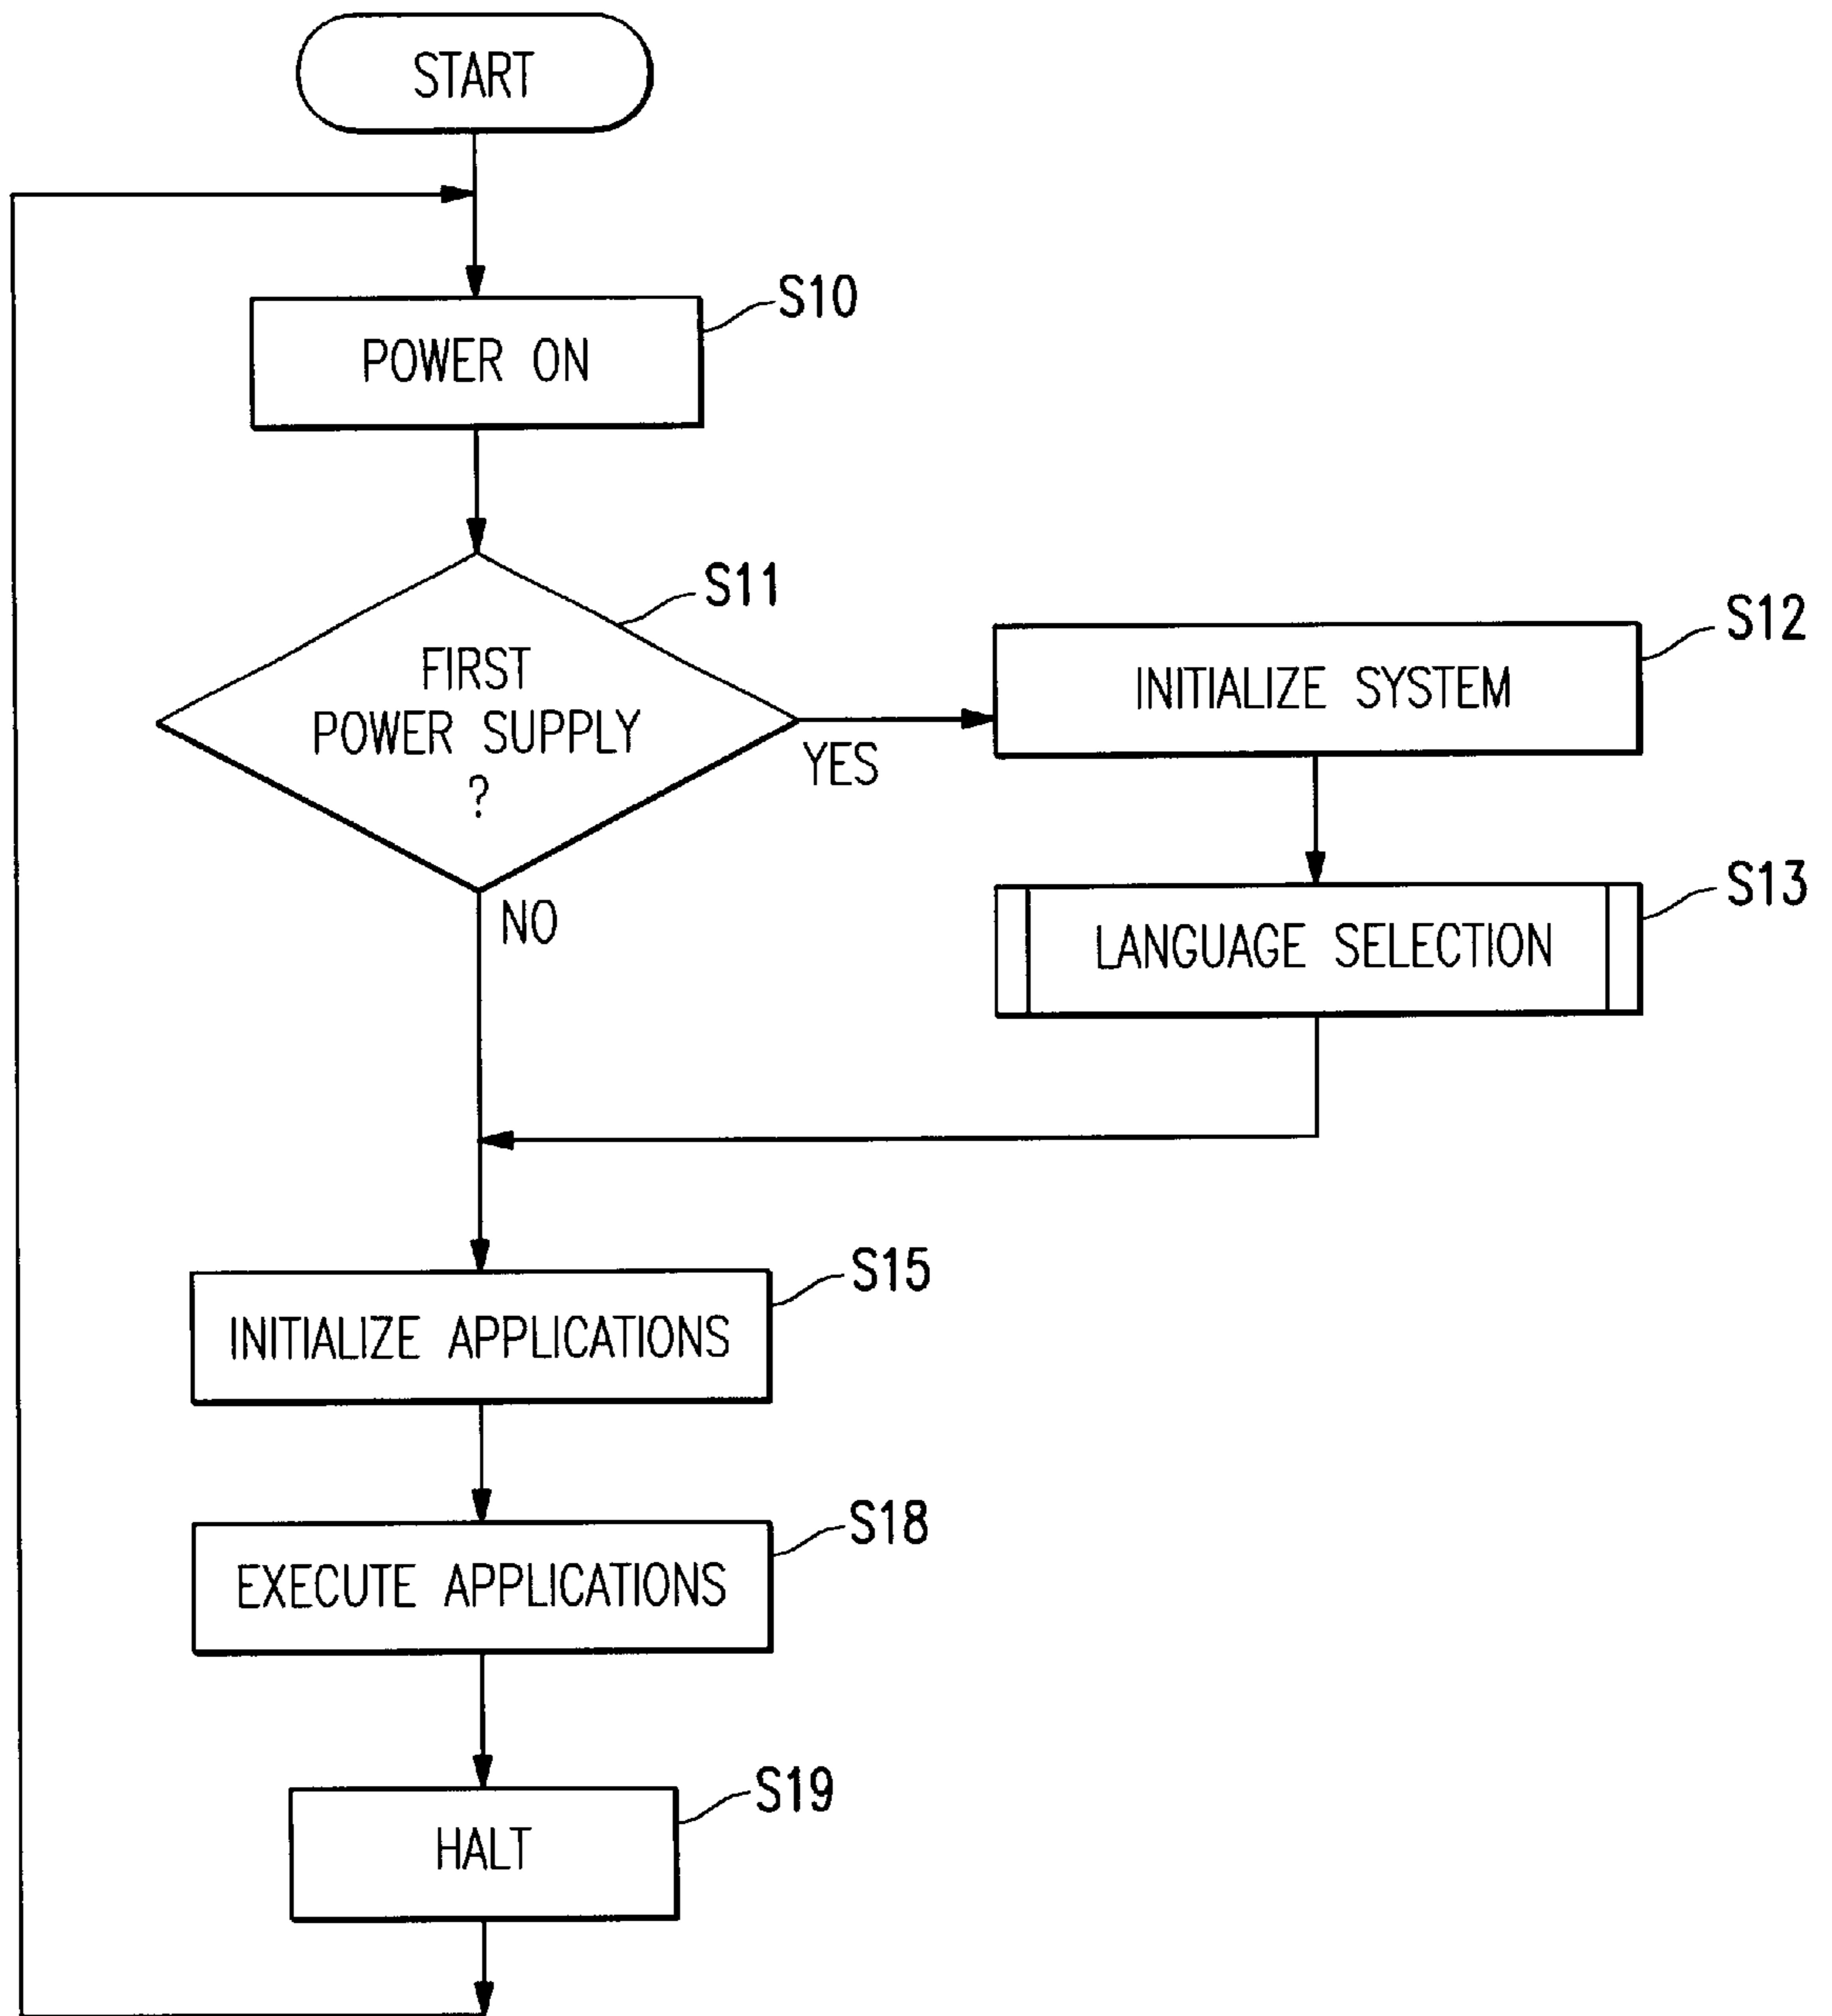 START
S10
POWER ON
S11
FIRST
POWER SUPPLY
?
YES
NO
S12
INITIALIZE SYSTEM
S13
LANGUAGE SELECTION
S15
INITIALIZE APPLICATIONS
S18
EXECUTE APPLICATIONS
S19
HALT